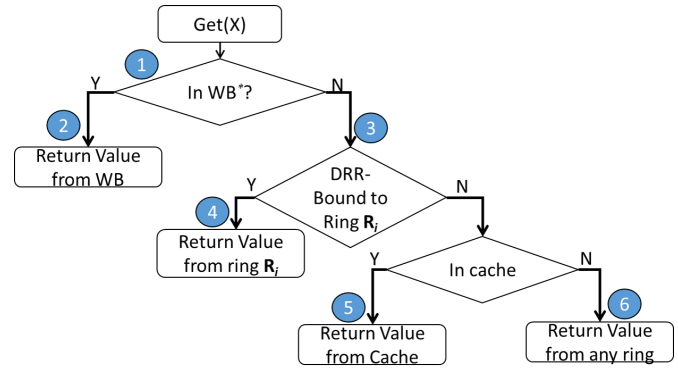 Get(X)
1
Y
In WB*?
N
2
Return Value
from WB
3
DRR-
Bound to
Ring Ri
Y
N
4
Return Value
from ring Ri
Y
In cache
N
5
Return Value
from Cache
6
Return Value
from any ring